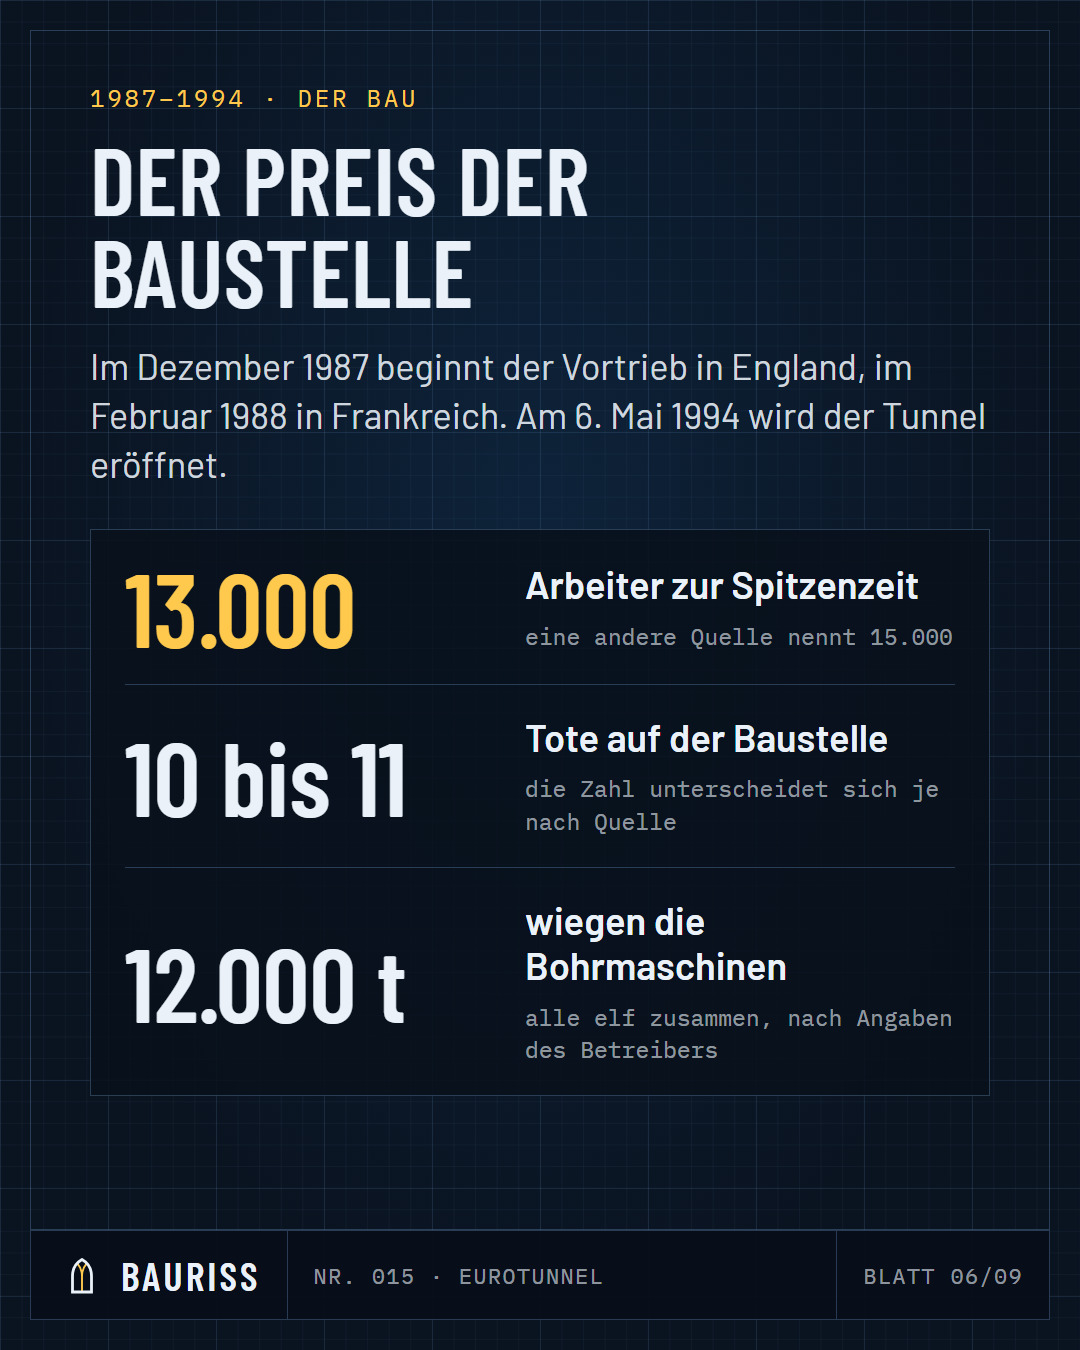 1987–1994 · DER BAU
DER PREIS DER
BAUSTELLE
Im Dezember 1987 beginnt der Vortrieb in England, im
Februar 1988 in Frankreich. Am 6. Mai 1994 wird der Tunnel
eröffnet.
13.000
Arbeiter zur Spitzenzeit
eine andere Quelle nennt 15.000
10 bis 11
Tote auf der Baustelle
die Zahl unterscheidet sich je
nach Quelle
12.000 t
wiegen die
Bohrmaschinen
alle elf zusammen, nach Angaben
des Betreibers
BAURISS
NR. 015 · EUROTUNNEL
BLATT 06/09